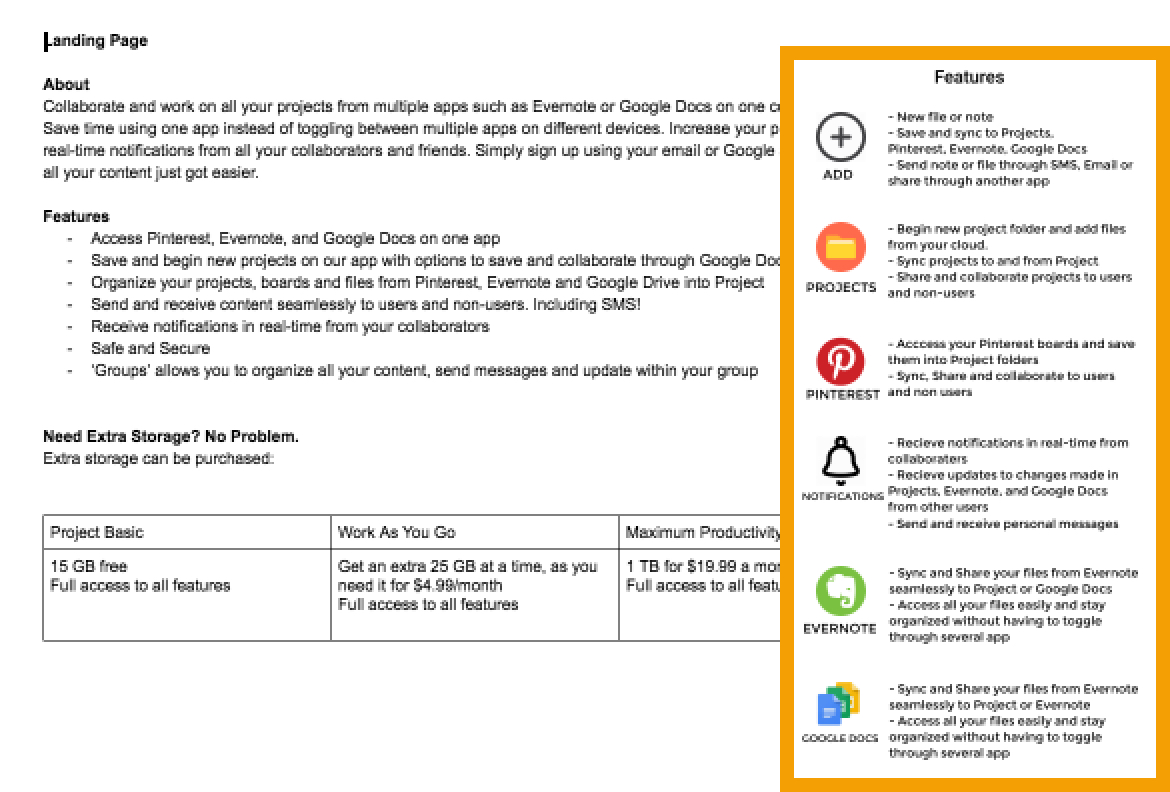 Landing Page
About
Collaborate and work on all your projects from multiple apps such as Evernote or Google Docs on one
Save time using one app instead of toggling between multiple apps on different devices. Increase your
real-time notifications from all your collaborators and friends. Simply sign up using your email or Google
all your content just got easier.
Features
- Access Pinterest, Evernote, and Google Docs on one app
- Save and begin new projects on our app with options to save and collaborate through Google
- Organize your projects, boards and files from Pinterest, Evernote and Google Drive into Project
- Send and receive content seamlessly to users and non-users. Including SMS!
- Receive notifications in real-time from your collaborators
- Safe and Secure
- 'Groups' allows you to organize all your content, send messages and update within your group
Need Extra Storage? No Problem.
Extra storage can be purchased:
Project Basic
15 GB free
Full access to all features
Work As You Go
Get an extra 25 GB at a time, as you
need it for $4.99/month
Full access to all features
Maximum Productivity
1 TB for $19.99 a
Full access to all
Features
ADD
- New file or note
- Save and sync to Projects.
Pinterest, Evernote, Google Docs
- Send note or file through SMS, Email or
share through another app
PROJECTS
- Begin new project folder and add files
from your cloud.
- Sync projects to and from Project
- Share and collaborate projects to users
and non-users
PINTEREST
- Acccess your Pinterest boards and save
them into Project folders
- Sync, Share and collaborate to users
and non users
NOTIFICATIONS
- Recieve notifications in real-time from
collaboraters
- Recieve updates to changes made in
Projects, Evernote, and Google Docs
from other users
- Send and receive personal messages
EVERNOTE
- Sync and Share your files from Evernote
seamlessly to Project or Google Docs
- Access all your files easily and stay
organized without having to toggle
through several app
GOOGLE DOCS
- Sync and Share your files from Evernote
seamlessly to Project or Evernote
- Access all your files easily and stay
organized without having to toggle
through several app